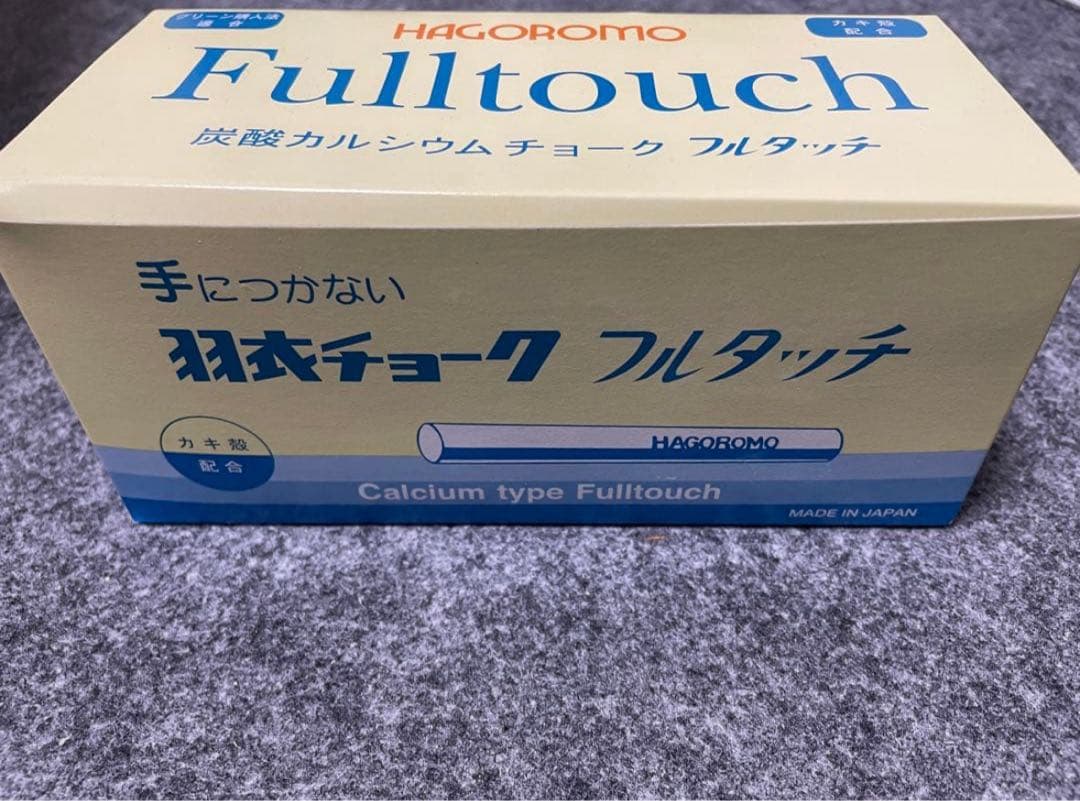 グリーン購入法
適合
HAGOROMO
カキ殻
配合
Fulltouch
炭酸カルシウムチョーク フルタッチ
手につかない
羽衣チョーク フルタッチ
カキ殻
配合
HAGOROMO
Calcium type Fulltouch
MADE IN JAPAN